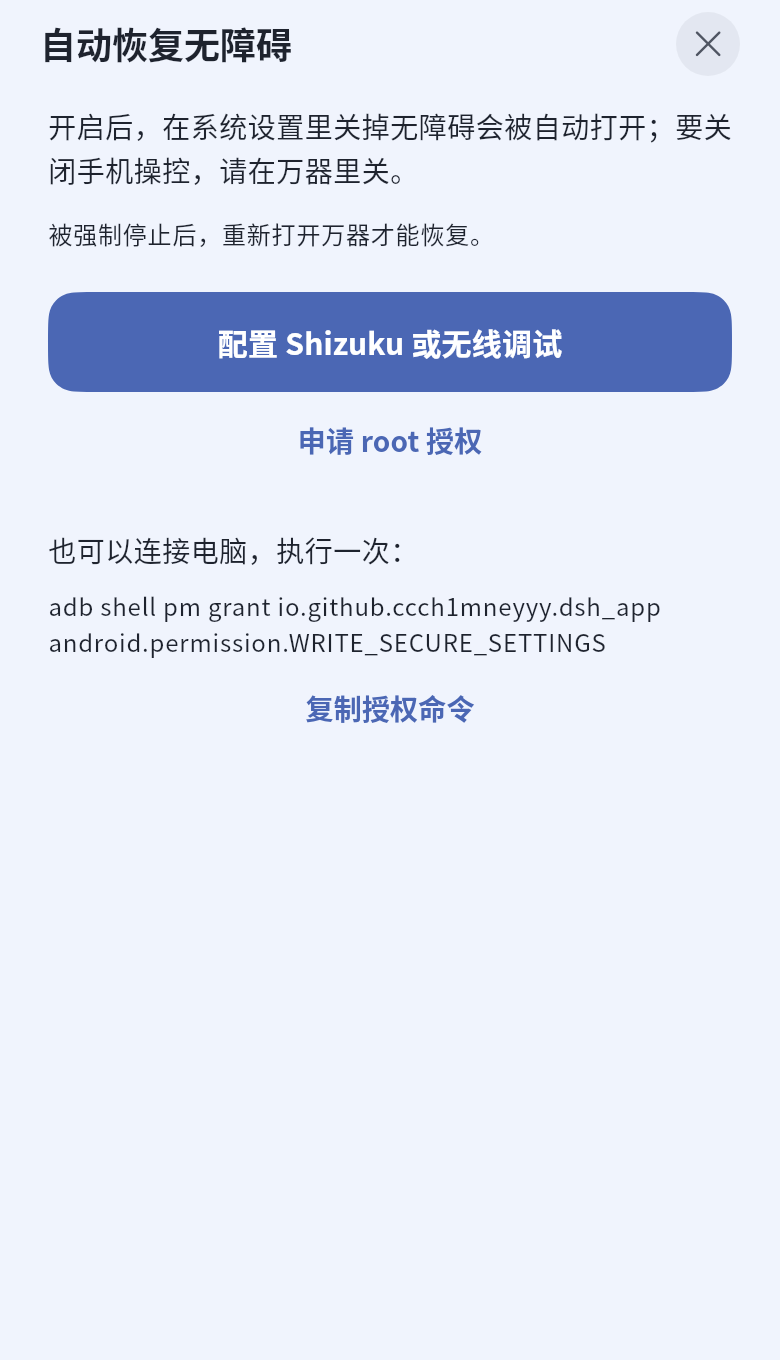 自动恢复无障碍
开启后，在系统设置里关掉无障碍会被自动打开；要关
闭手机操控，请在万器里关。
被强制停止后，重新打开万器才能恢复。
配置 Shizuku 或无线调试
申请 root 授权
也可以连接电脑，执行一次：
adb shell pm grant io.github.ccch1mneyyy.dsh_app
android.permission.WRITE_SECURE_SETTINGS
复制授权命令